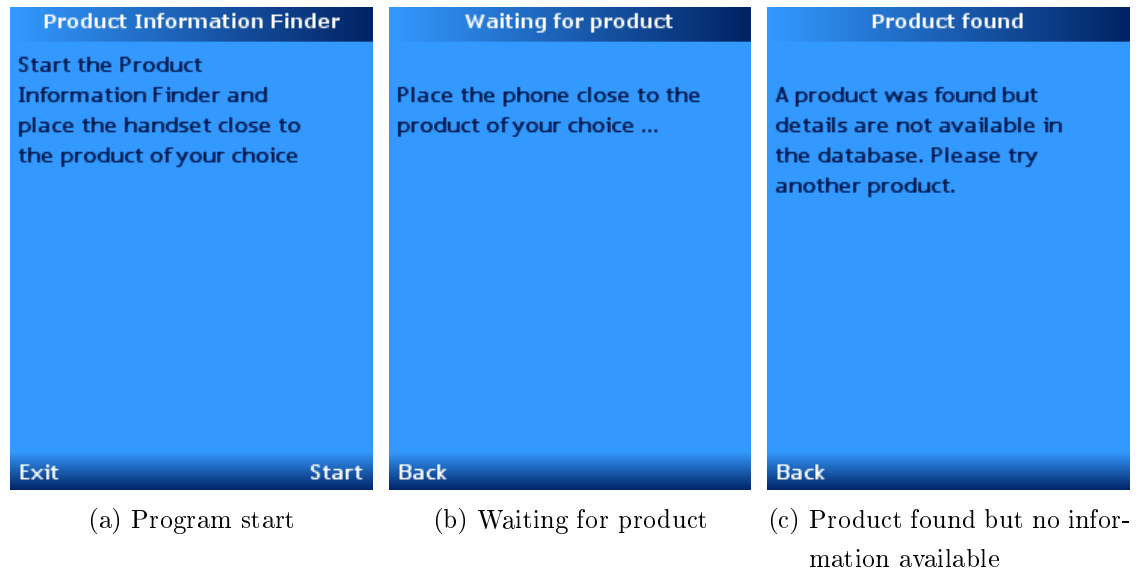 Product Information Finder
Start the Product
Information Finder and
place the handset close to
the product of your choice
Exit Start
(a) Program start
Waiting for product
Place the phone close to the
product of your choice ...
Back
(b) Waiting for product
Product found
A product was found but
details are not available in
the database. Please try
another product.
Back
(c) Product found but no infor-
mation available